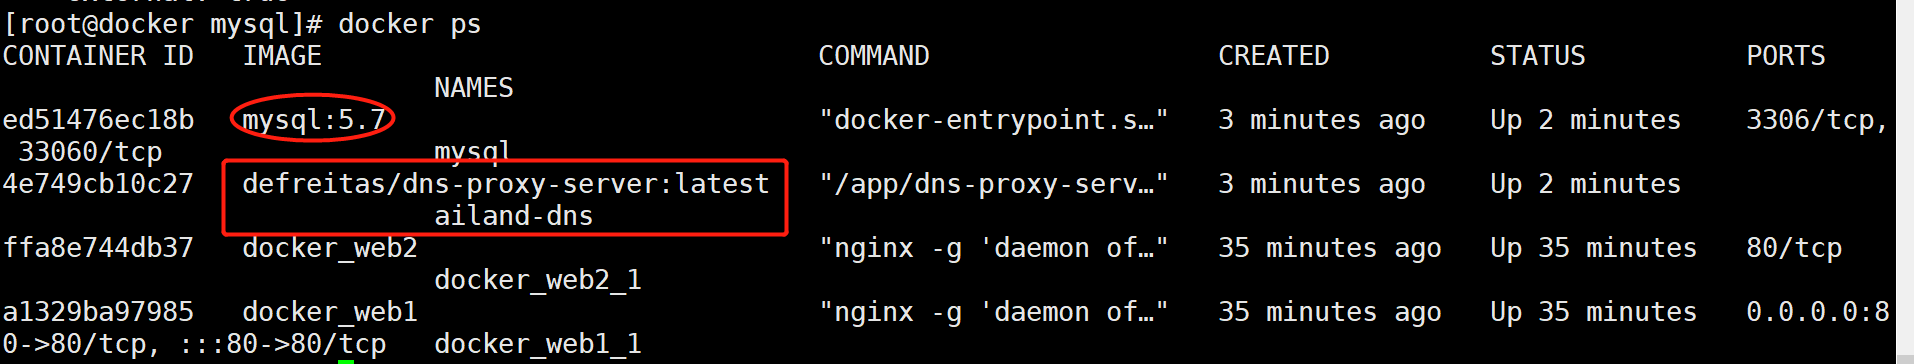 [root@docker mysql]# docker ps
CONTAINER ID   IMAGE                               COMMAND                  CREATED          STATUS          PORTS
                           NAMES
ed51476ec18b   mysql:5.7                           "docker-entrypoint.s…"   3 minutes ago    Up 2 minutes    3306/tcp,
 33060/tcp                 mysql
4e749cb10c27   defreitas/dns-proxy-server:latest   "/app/dns-proxy-serv…"   3 minutes ago    Up 2 minutes
                           ailand-dns
ffa8e744db37   docker_web2                         "nginx -g 'daemon of…"   35 minutes ago   Up 35 minutes   80/tcp
                           docker_web2_1
a1329ba97985   docker_web1                         "nginx -g 'daemon of…"   35 minutes ago   Up 35 minutes   0.0.0.0:8
0->80/tcp, :::80->80/tcp   docker_web1_1